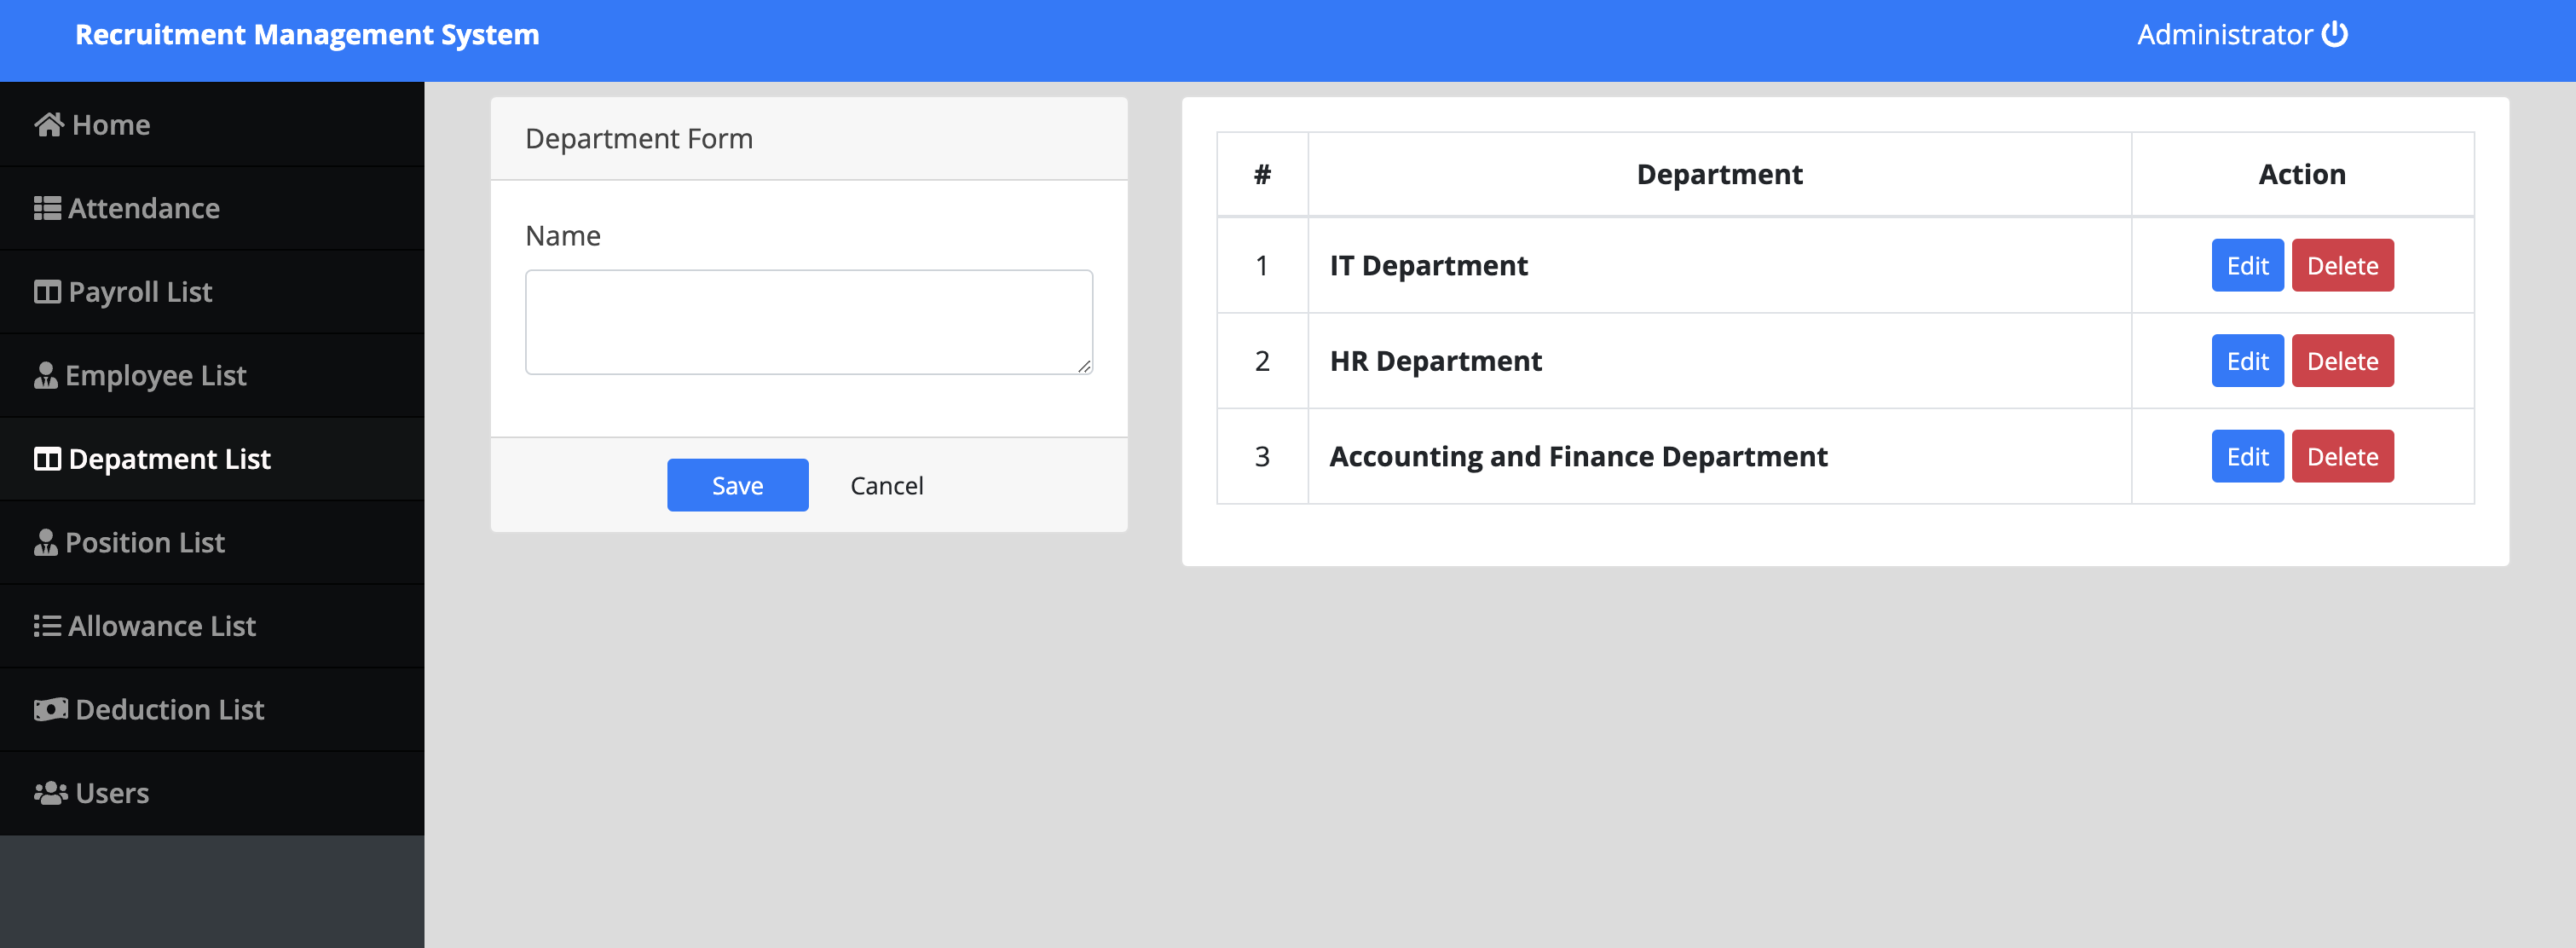 Recruitment Management System
Administrator
Home
Attendance
Payroll List
Employee List
Depatment List
Position List
Allowance List
Deduction List
Users
Department Form
Name
Save Cancel
# Department Action
1 IT Department Edit Delete
2 HR Department Edit Delete
3 Accounting and Finance Department Edit Delete